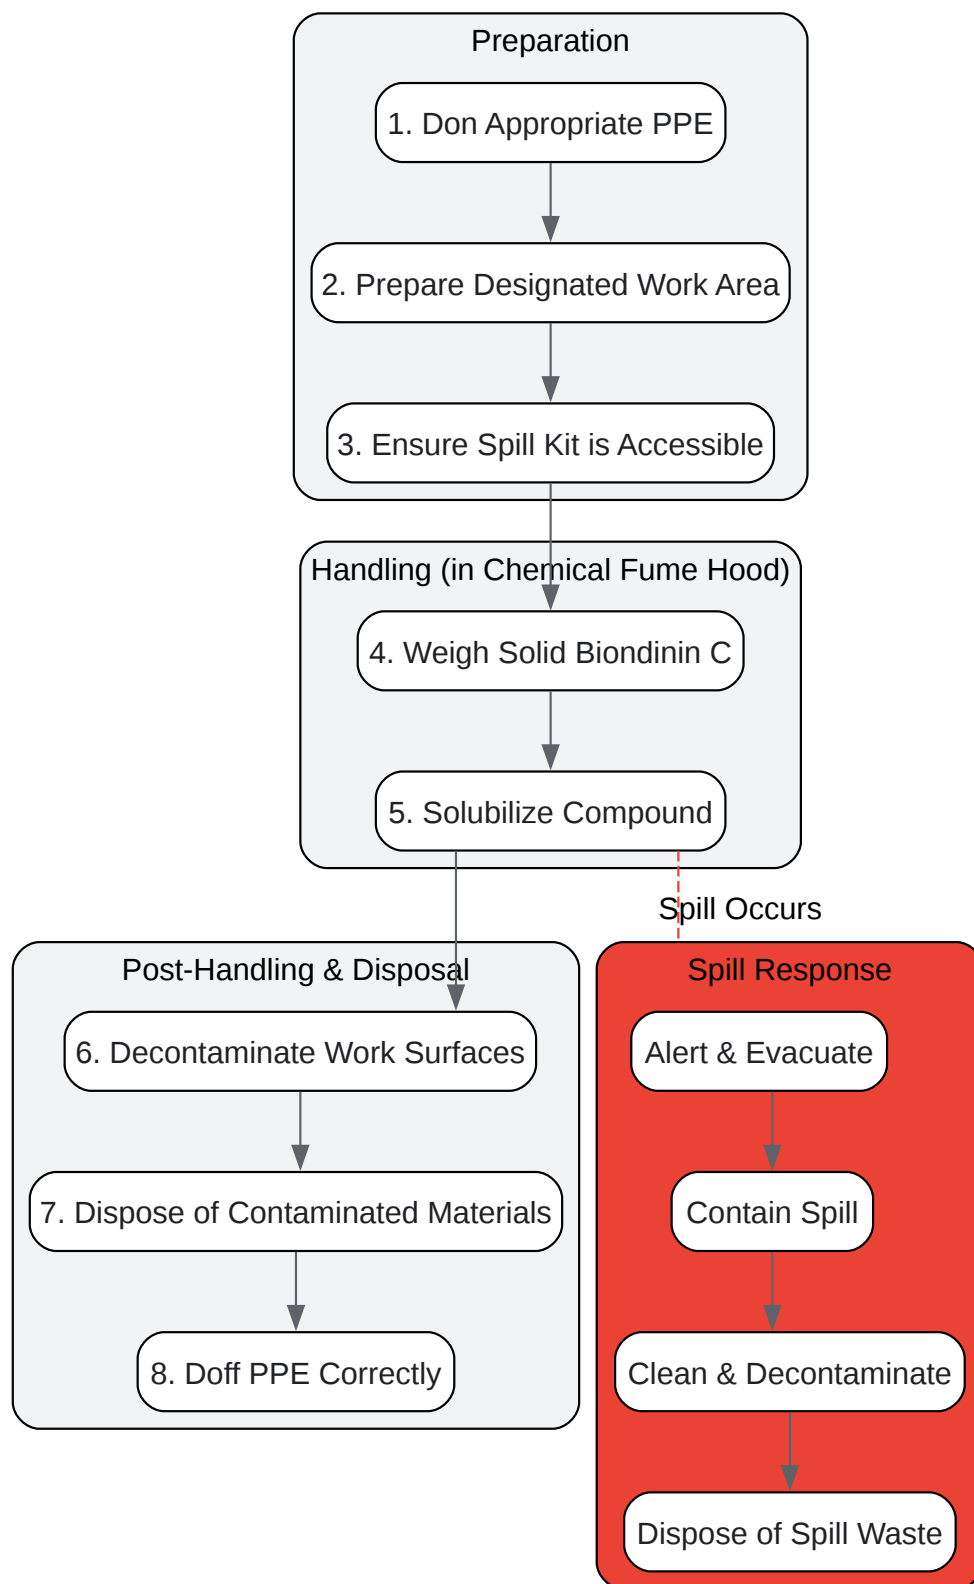 Preparation
1. Don Appropriate PPE
2. Prepare Designated Work Area
3. Ensure Spill Kit is Accessible
Handling (in Chemical Fume Hood)
4. Weigh Solid Biondinin C
5. Solubilize Compound
Spill Occurs
Post-Handling & Disposal
6. Decontaminate Work Surfaces
7. Dispose of Contaminated Materials
8. Doff PPE Correctly
Spill Response
Alert & Evacuate
Contain Spill
Clean & Decontaminate
Dispose of Spill Waste